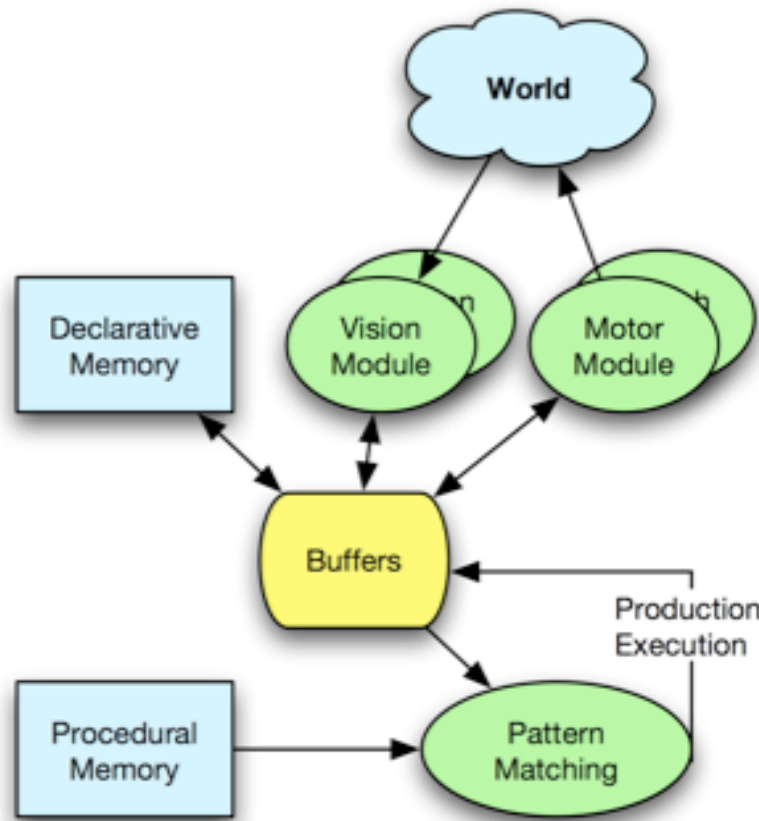 World
Declarative
Memory
Vision
Module
Motor
Module
Buffers
Production
Execution
Procedural
Memory
Pattern
Matching